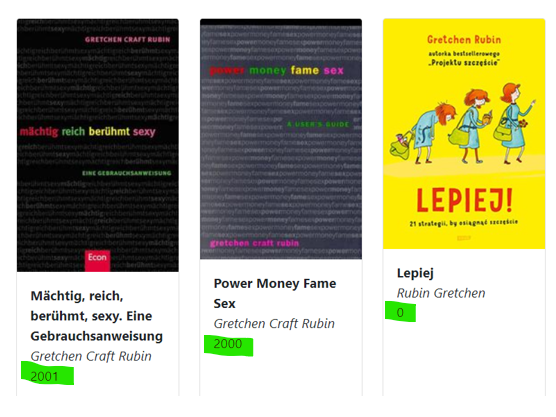 GRETCHEN CRAFT RUBIN
mächtig reich berühmt sexy
EINE GEBRAUCHSANWEISUNG
Econ
Mächtig, reich,
berühmt, sexy. Eine
Gebrauchsanweisung
Gretchen Craft Rubin
2001
power money fame sex
A USER'S GUIDE
gretchen craft rubin
Power Money Fame
Sex
Gretchen Craft Rubin
2000
Gretchen Rubin
autorka bestsellerowego
„Projektu szczęście”
LEPIEJ!
21 strategii, by osiągnąć szczęście
Lepiej
Rubin Gretchen
0